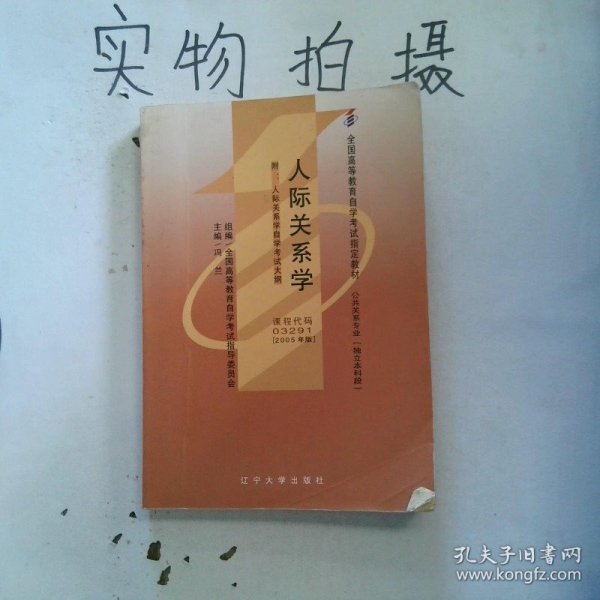 实物拍摄
全国高等教育自学考试指定教材
公共关系专业(独立本科段)
人际关系学
附:人际关系学自学考试大纲
课程代码
03291
[2005年版]
组编/全国高等教育自学考试指导委员会
主编/冯兰
辽宁大学出版社
孔夫子旧书网
www.kongfz.com